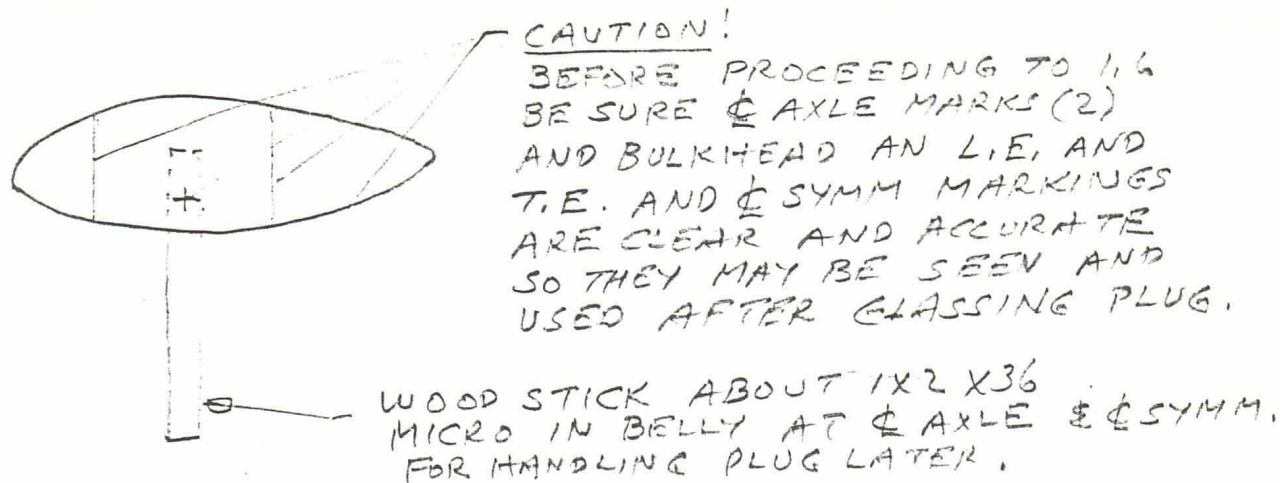 CAUTION!
BEFORE PROCEEDING TO 1.6
BE SURE ℄ AXLE MARKS (2)
AND BULKHEAD AN L.E. AND
T.E. AND ℄ SYMM MARKINGS
ARE CLEAR AND ACCURATE
SO THEY MAY BE SEEN AND
USED AFTER GLASSING PLUG.
WOOD STICK ABOUT 1X2X36
MICRO IN BELLY AT ℄ AXLE & ℄ SYMM.
FOR HANDLING PLUG LATER.